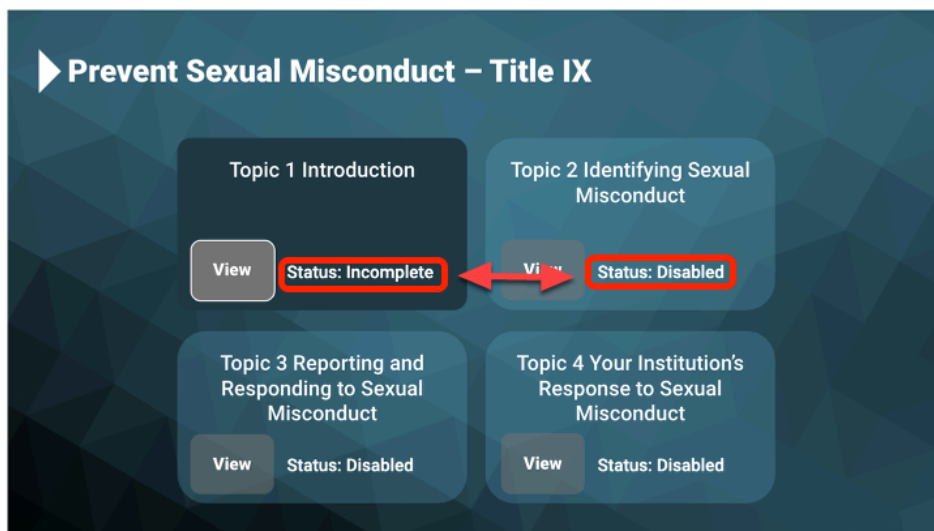 Prevent Sexual Misconduct – Title IX
Topic 1 Introduction
View
Status: Incomplete
Topic 2 Identifying Sexual
Misconduct
View
Status: Disabled
Topic 3 Reporting and
Responding to Sexual
Misconduct
View
Status: Disabled
Topic 4 Your Institution’s
Response to Sexual
Misconduct
View
Status: Disabled